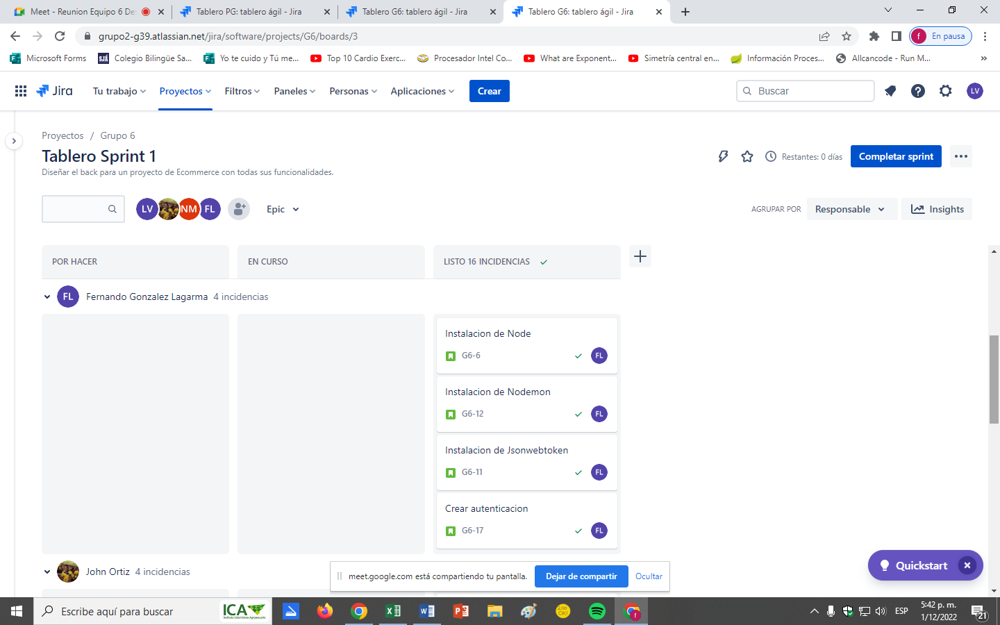 Meet - Reunion Equipo 6 De
Tablero PG: tablero ágil - Jira
Tablero G6: tablero ágil - Jira
Tablero G6: tablero ágil - Jira
grupo2-g39.atlassian.net/jira/software/projects/G6/boards/3
f
En pausa
Microsoft Forms
SJÁ
Colegio Bilingüe Sa...
Yo te cuido y Tú me...
Top 10 Cardio Exerc...
Procesador Intel Co...
What are Exponent...
Simetría central en...
Información Proces...
Allcancode - Run M...
»
Jira
Tu trabajo
Proyectos
Filtros
Paneles
Personas
Aplicaciones
Crear
Buscar
LV
Proyectos / Grupo 6
Tablero Sprint 1
Restantes: 0 días
Completar sprint
Diseñar el back para un proyecto de Ecommerce con todas sus funcionalidades.
LV
NM
FL
Epic
AGRUPAR POR
Responsable
Insights
POR HACER
EN CURSO
LISTO 16 INCIDENCIAS
FL
Fernando Gonzalez Lagarma 4 incidencias
Instalacion de Node
G6-6
FL
Instalacion de Nodemon
G6-12
FL
Instalacion de Jsonwebtoken
G6-11
FL
Crear autenticacion
G6-17
FL
John Ortiz 4 incidencias
meet.google.com está compartiendo tu pantalla.
Dejar de compartir
Ocultar
Quickstart
Escribe aquí para buscar
ICA
ESP
5:42 p. m.
1/12/2022
21